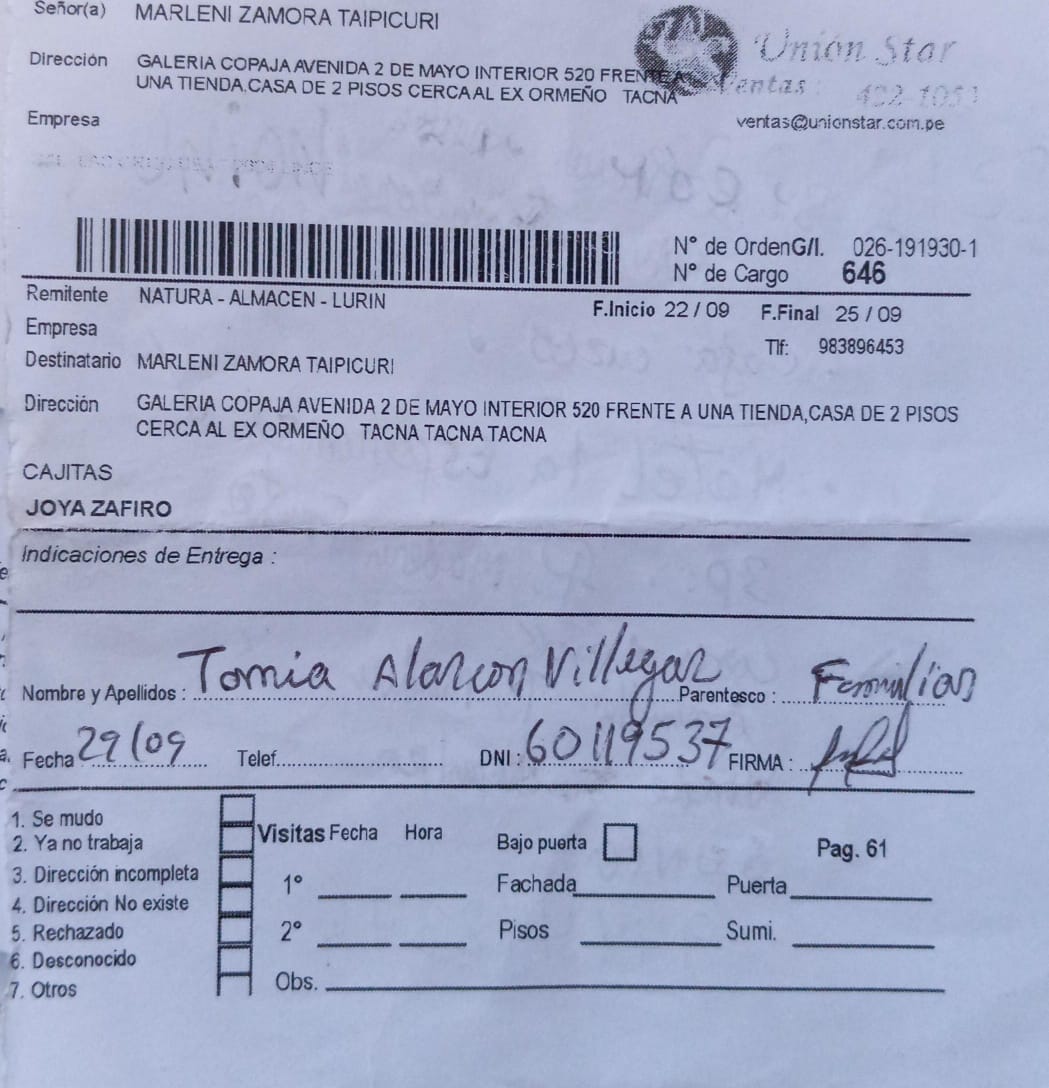 Señor(a) MARLENI ZAMORA TAIPICURI
Unión Star
Dirección GALERIA COPAJA AVENIDA 2 DE MAYO INTERIOR 520 FRENTE A
UNA TIENDA,CASA DE 2 PISOS CERCA AL EX ORMEÑO TACNA
Ventas : 422-1051
Empresa
ventas@unionstar.com.pe
N° de Orden G/I. 026-191930-1
N° de Cargo 646
Remitente NATURA - ALMACEN - LURIN
F.Inicio 22 / 09 F.Final 25 / 09
Empresa
Tlf: 983896453
Destinatario MARLENI ZAMORA TAIPICURI
Dirección GALERIA COPAJA AVENIDA 2 DE MAYO INTERIOR 520 FRENTE A UNA TIENDA,CASA DE 2 PISOS
CERCA AL EX ORMEÑO TACNA TACNA TACNA
CAJITAS
JOYA ZAFIRO
Indicaciones de Entrega :
Nombre y Apellidos : Tomia Alarcon Villegar Parentesco : Familiar
Fecha 29/09 Telef. DNI : 60119537 FIRMA :
1. Se mudo
2. Ya no trabaja
3. Dirección incompleta
4. Dirección No existe
5. Rechazado
6. Desconocido
7. Otros
Visitas Fecha Hora Bajo puerta Pag. 61
1° Fachada Puerta
2° Pisos Sumi.
Obs.